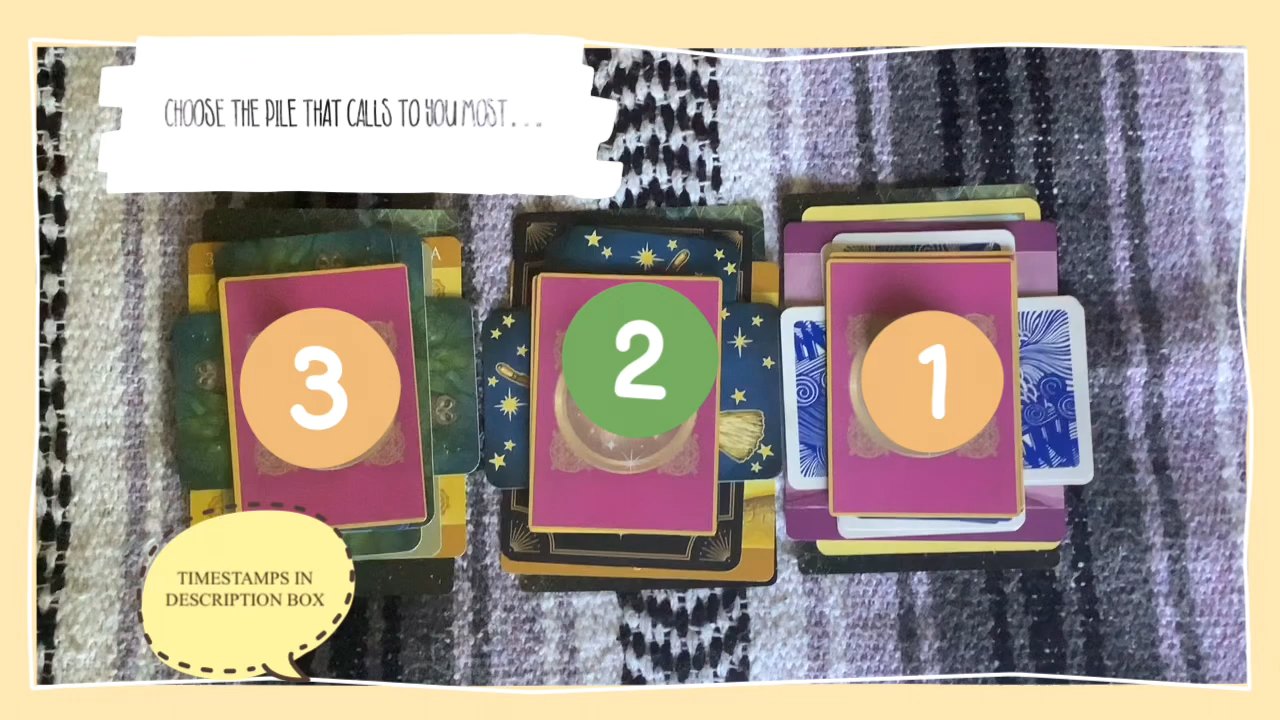 CHOOSE THE PILE THAT CALLS TO YOU MOST...
3
2
1
TIMESTAMPS IN
DESCRIPTION BOX